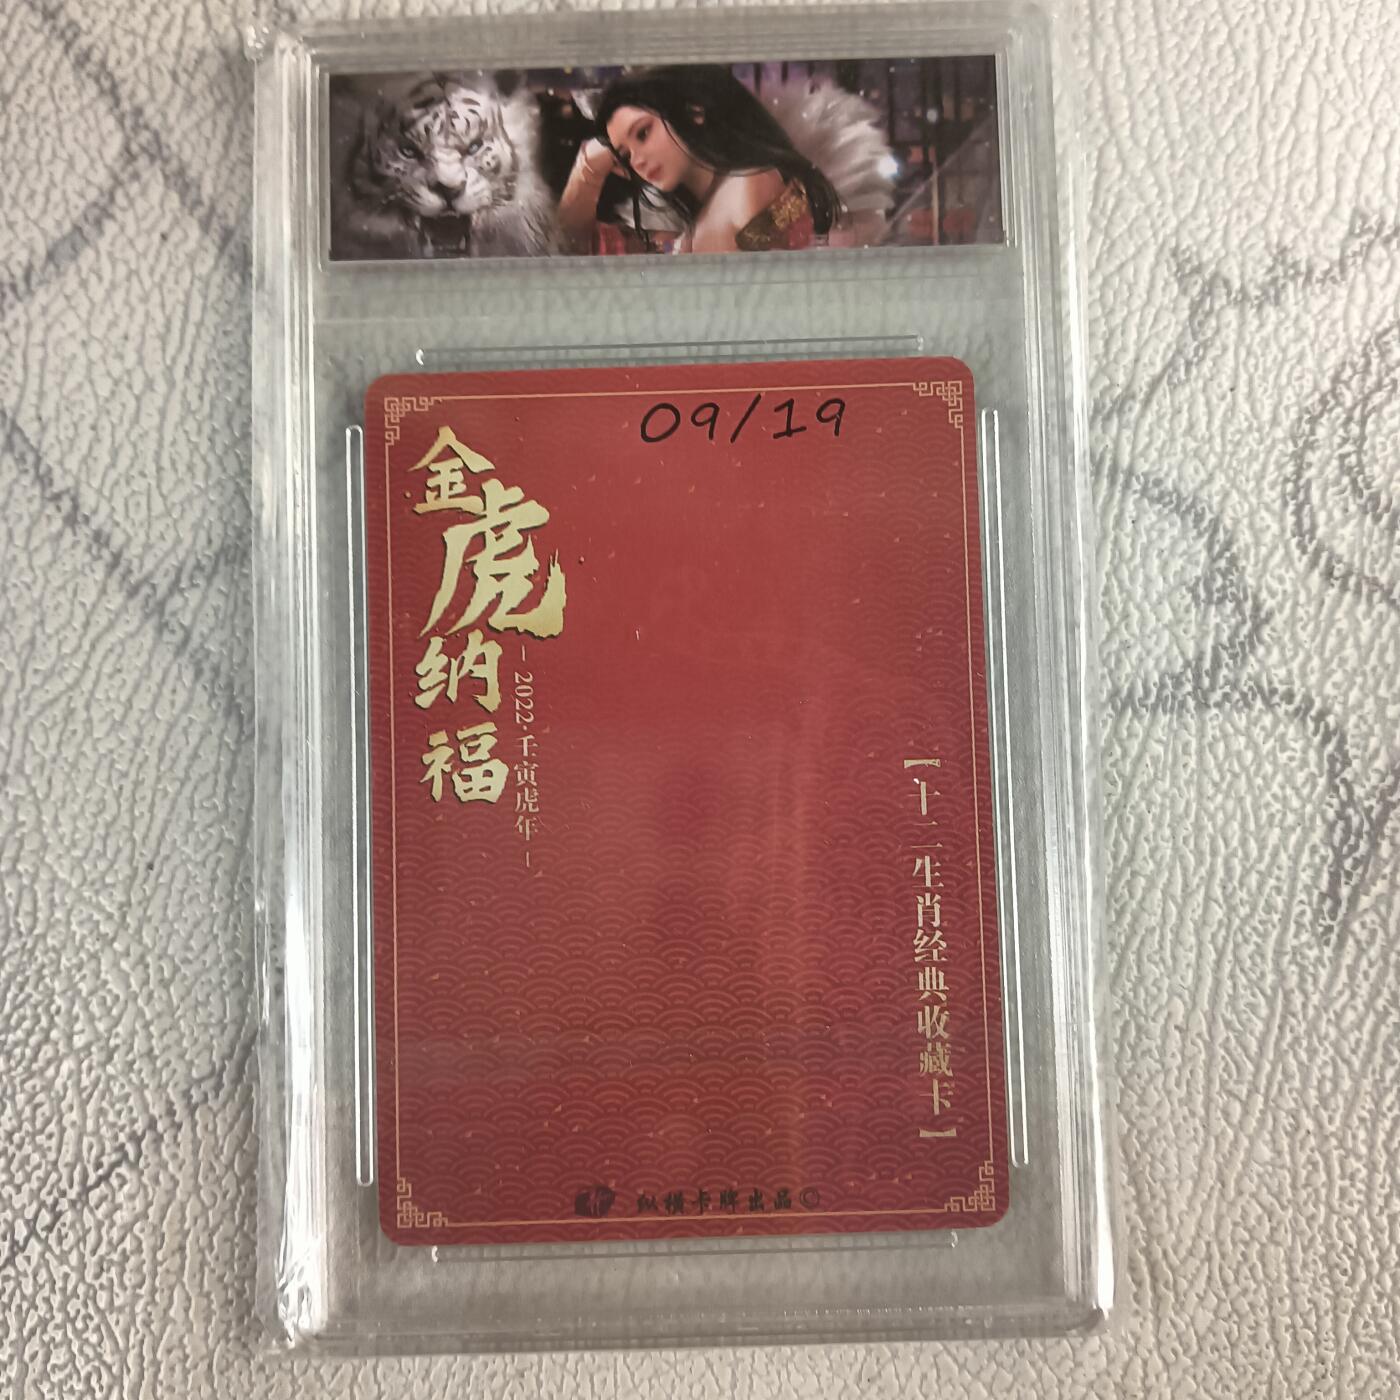 09/19
金虎纳福
－2022·壬寅虎年－
【十二生肖经典收藏卡】
纵横卡牌出品©